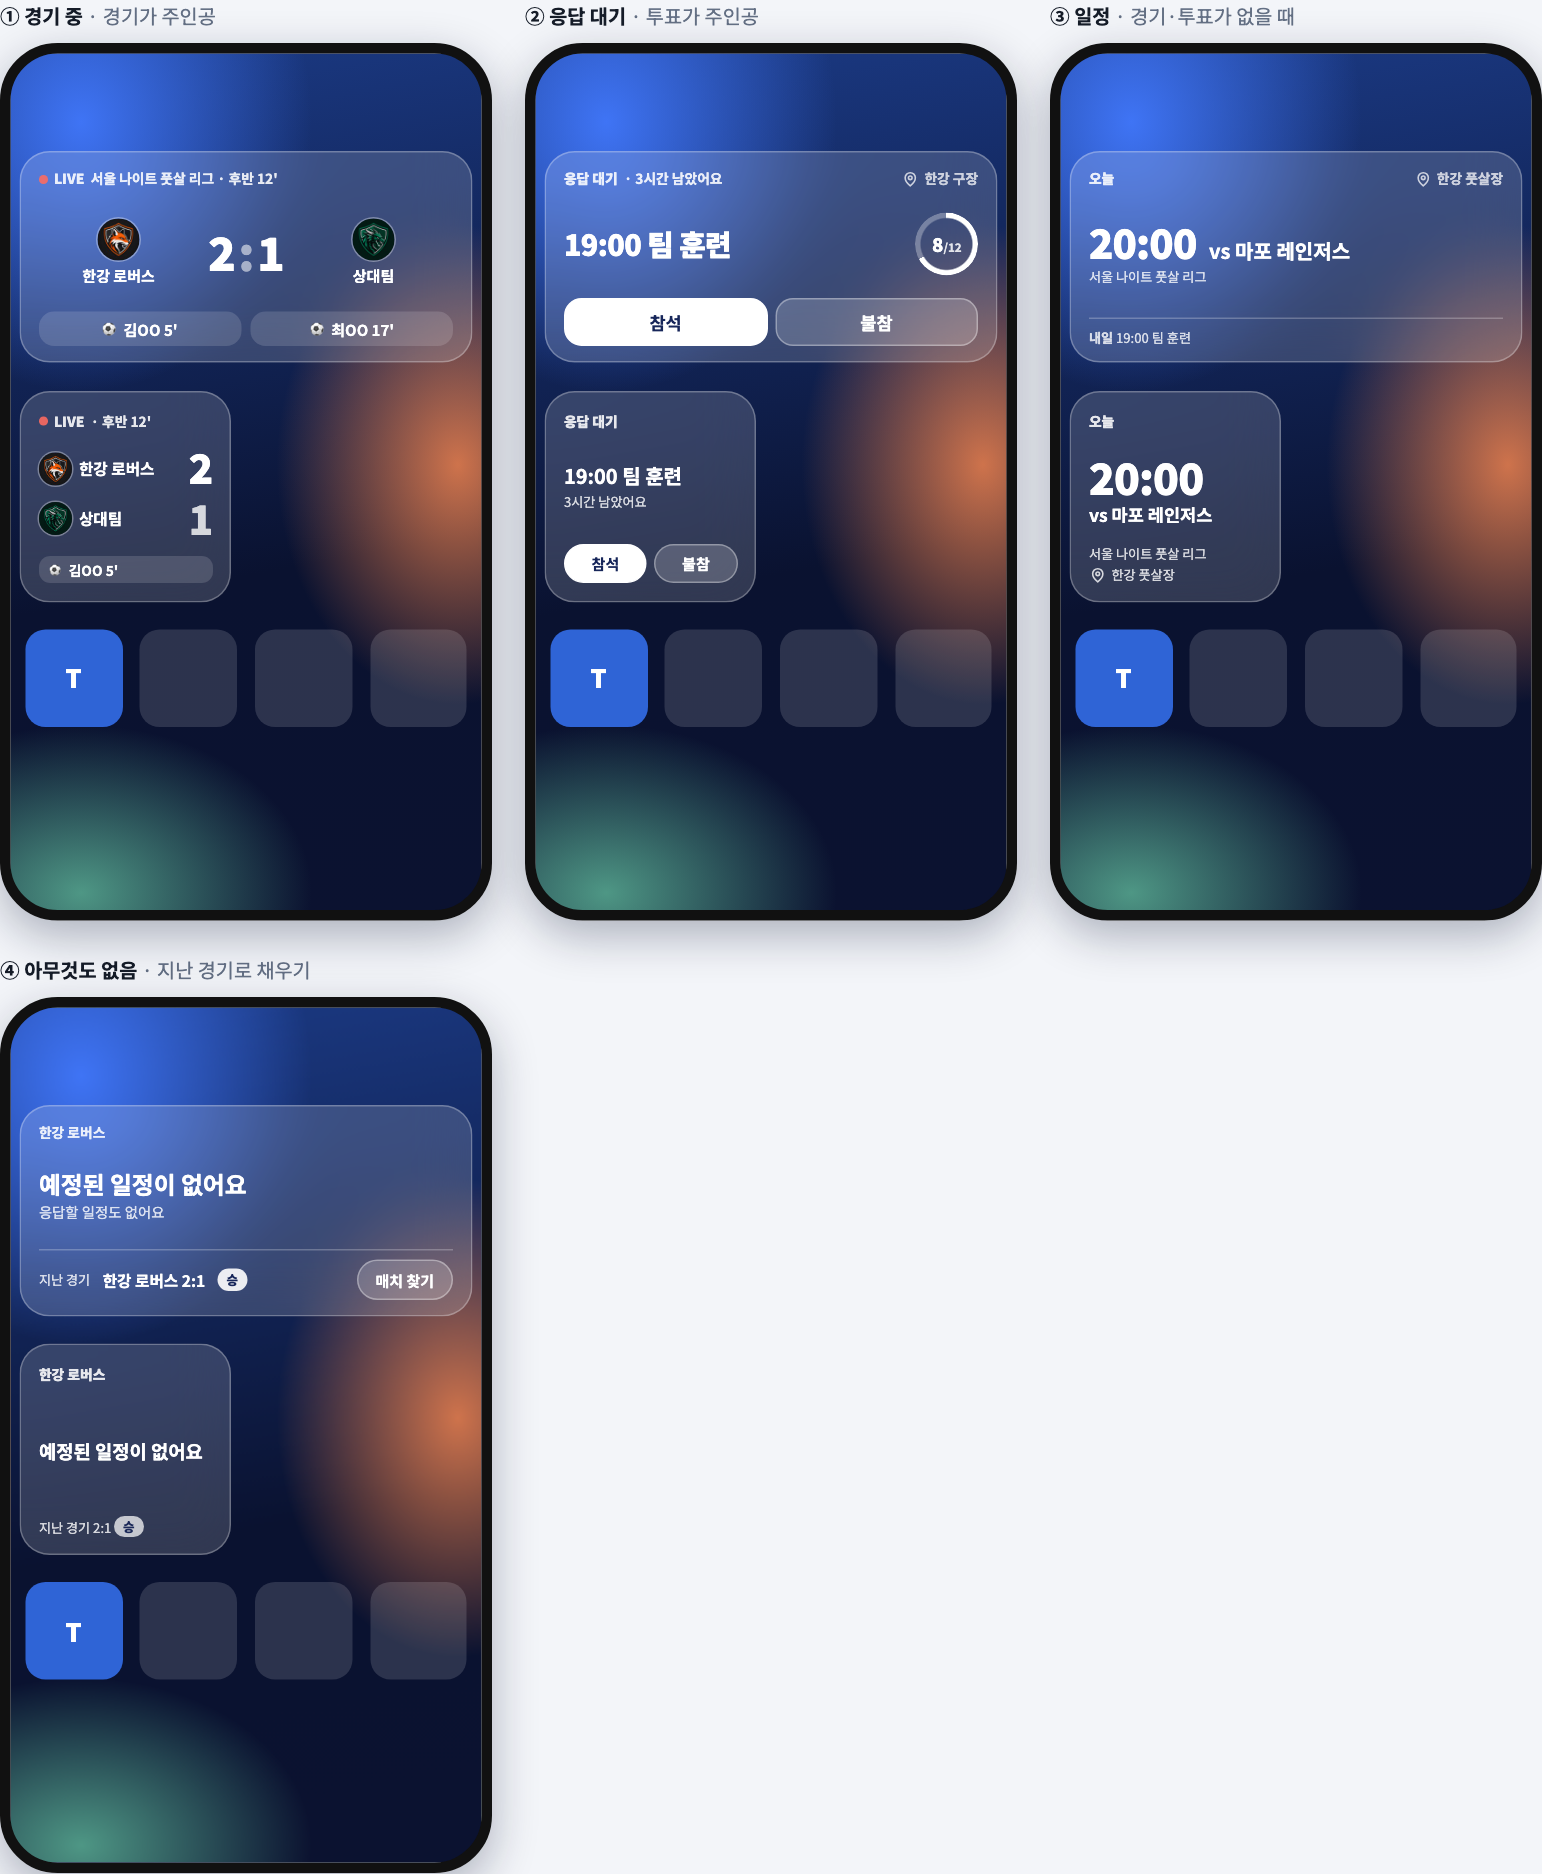 ① 경기 중 · 경기가 주인공
LIVE 서울 나이트 풋살 리그 · 후반 12'
2:1
한강 로버스
상대팀
김OO 5'
최OO 17'
LIVE · 후반 12'
한강 로버스 2
상대팀 1
김OO 5'
T
② 응답 대기 · 투표가 주인공
응답 대기 · 3시간 남았어요
한강 구장
19:00 팀 훈련
8/12
참석
불참
응답 대기
19:00 팀 훈련
3시간 남았어요
참석
불참
T
③ 일정 · 경기·투표가 없을 때
오늘
한강 풋살장
20:00 vs 마포 레인저스
서울 나이트 풋살 리그
내일 19:00 팀 훈련
오늘
20:00
vs 마포 레인저스
서울 나이트 풋살 리그
한강 풋살장
T
④ 아무것도 없음 · 지난 경기로 채우기
한강 로버스
예정된 일정이 없어요
응답할 일정도 없어요
지난 경기 한강 로버스 2:1 승
매치 찾기
한강 로버스
예정된 일정이 없어요
지난 경기 2:1 승
T